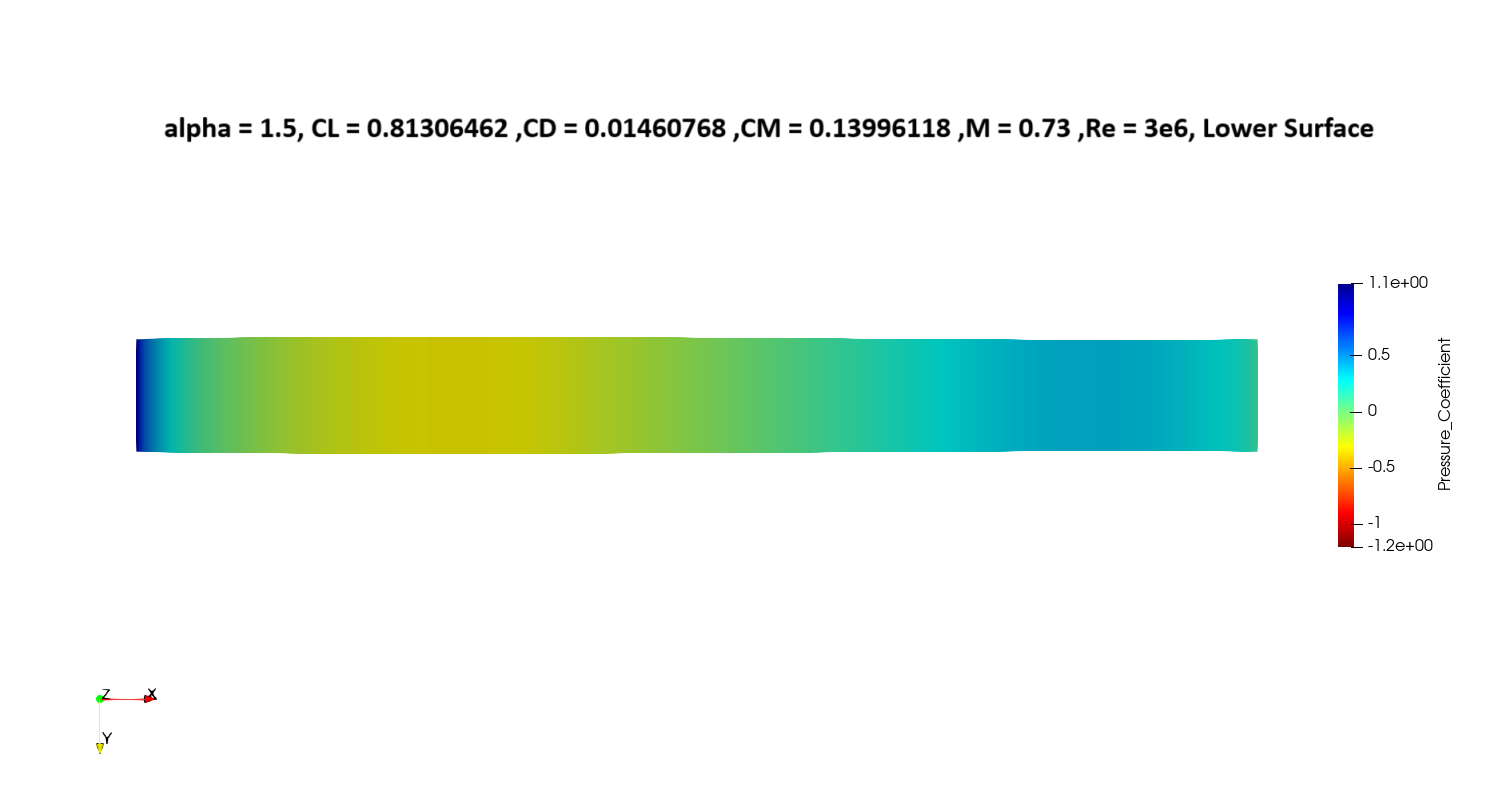 alpha = 1.5, CL = 0.81306462 ,CD = 0.01460768 ,CM = 0.13996118 ,M = 0.73 ,Re = 3e6, Lower Surface
1.1e+00
0.5
0
-0.5
-1
-1.2e+00
Pressure_Coefficient
Z
X
Y